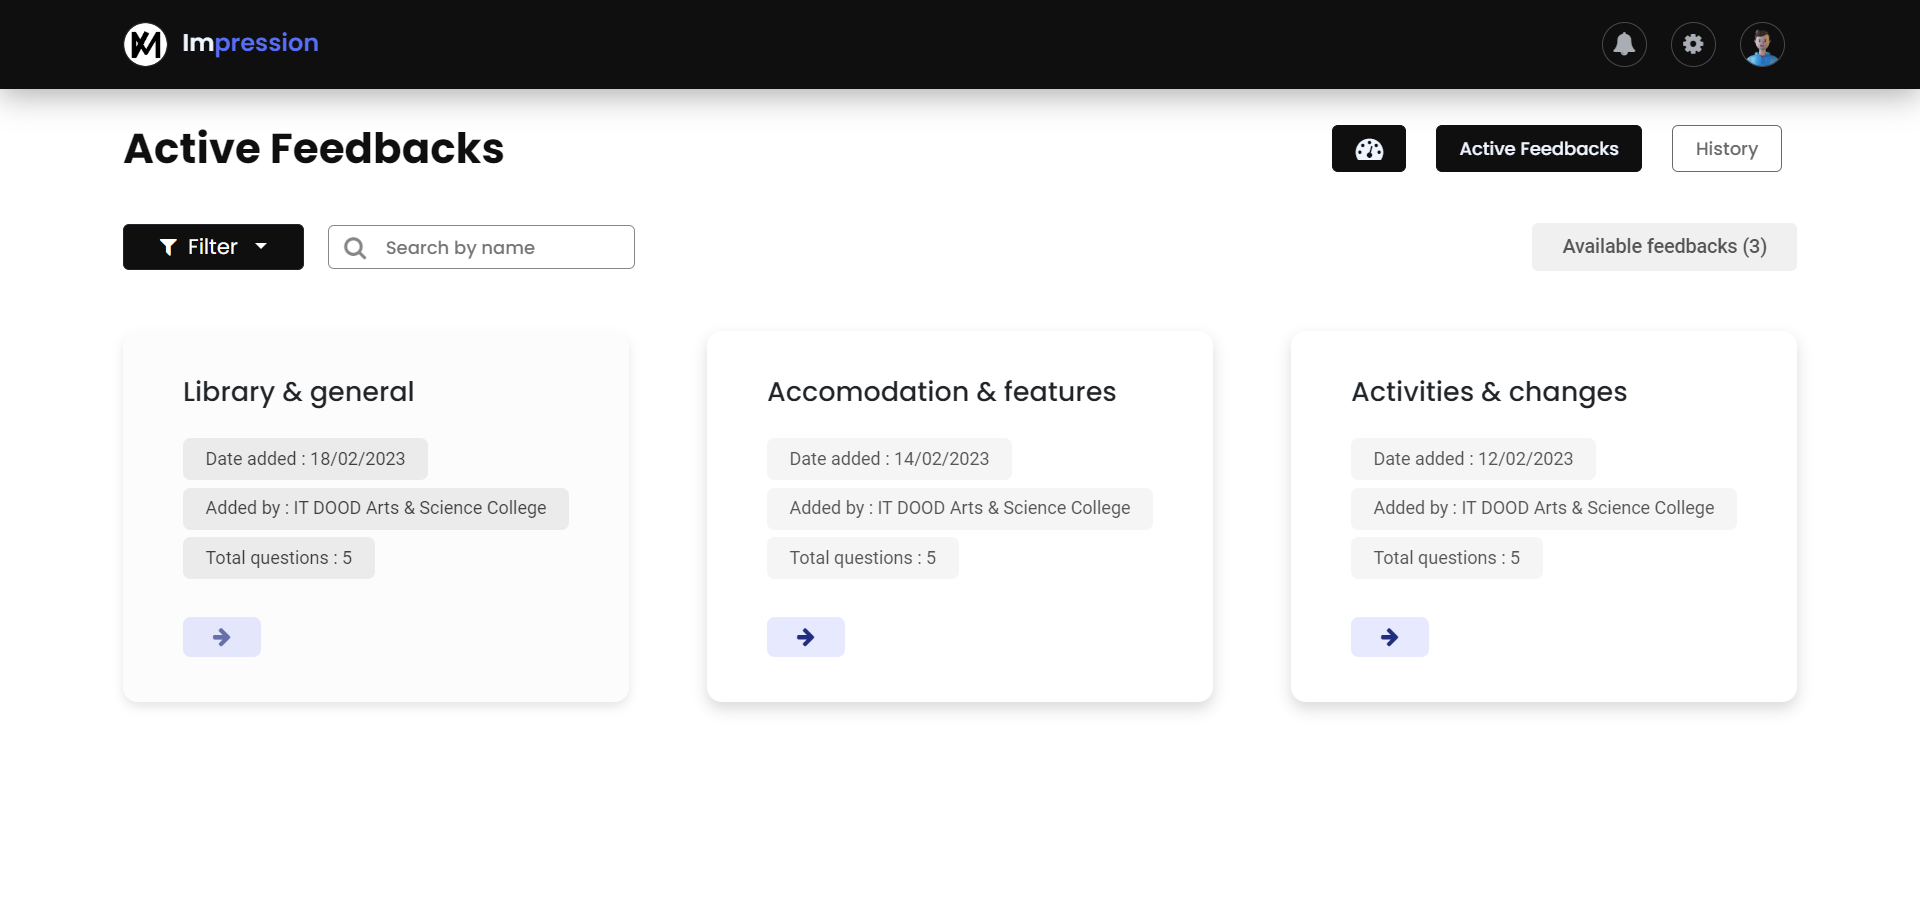 Impression
Active Feedbacks
Active Feedbacks
History
Filter
Search by name
Available feedbacks (3)
Library & general
Date added : 18/02/2023
Added by : IT DOOD Arts & Science College
Total questions : 5
Accomodation & features
Date added : 14/02/2023
Added by : IT DOOD Arts & Science College
Total questions : 5
Activities & changes
Date added : 12/02/2023
Added by : IT DOOD Arts & Science College
Total questions : 5